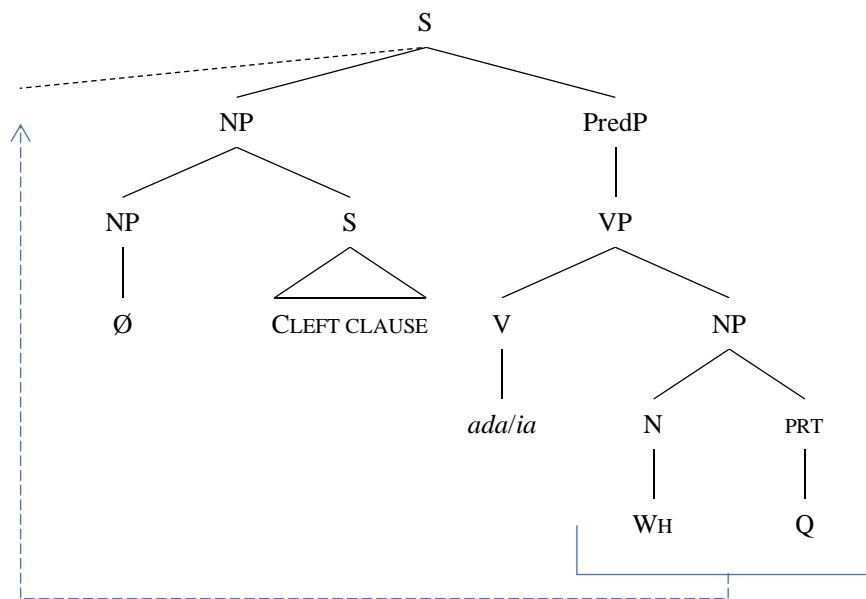 S
NP PredP
NP S VP
Ø CLEFT CLAUSE V NP
ada/ia N PRT
WH Q